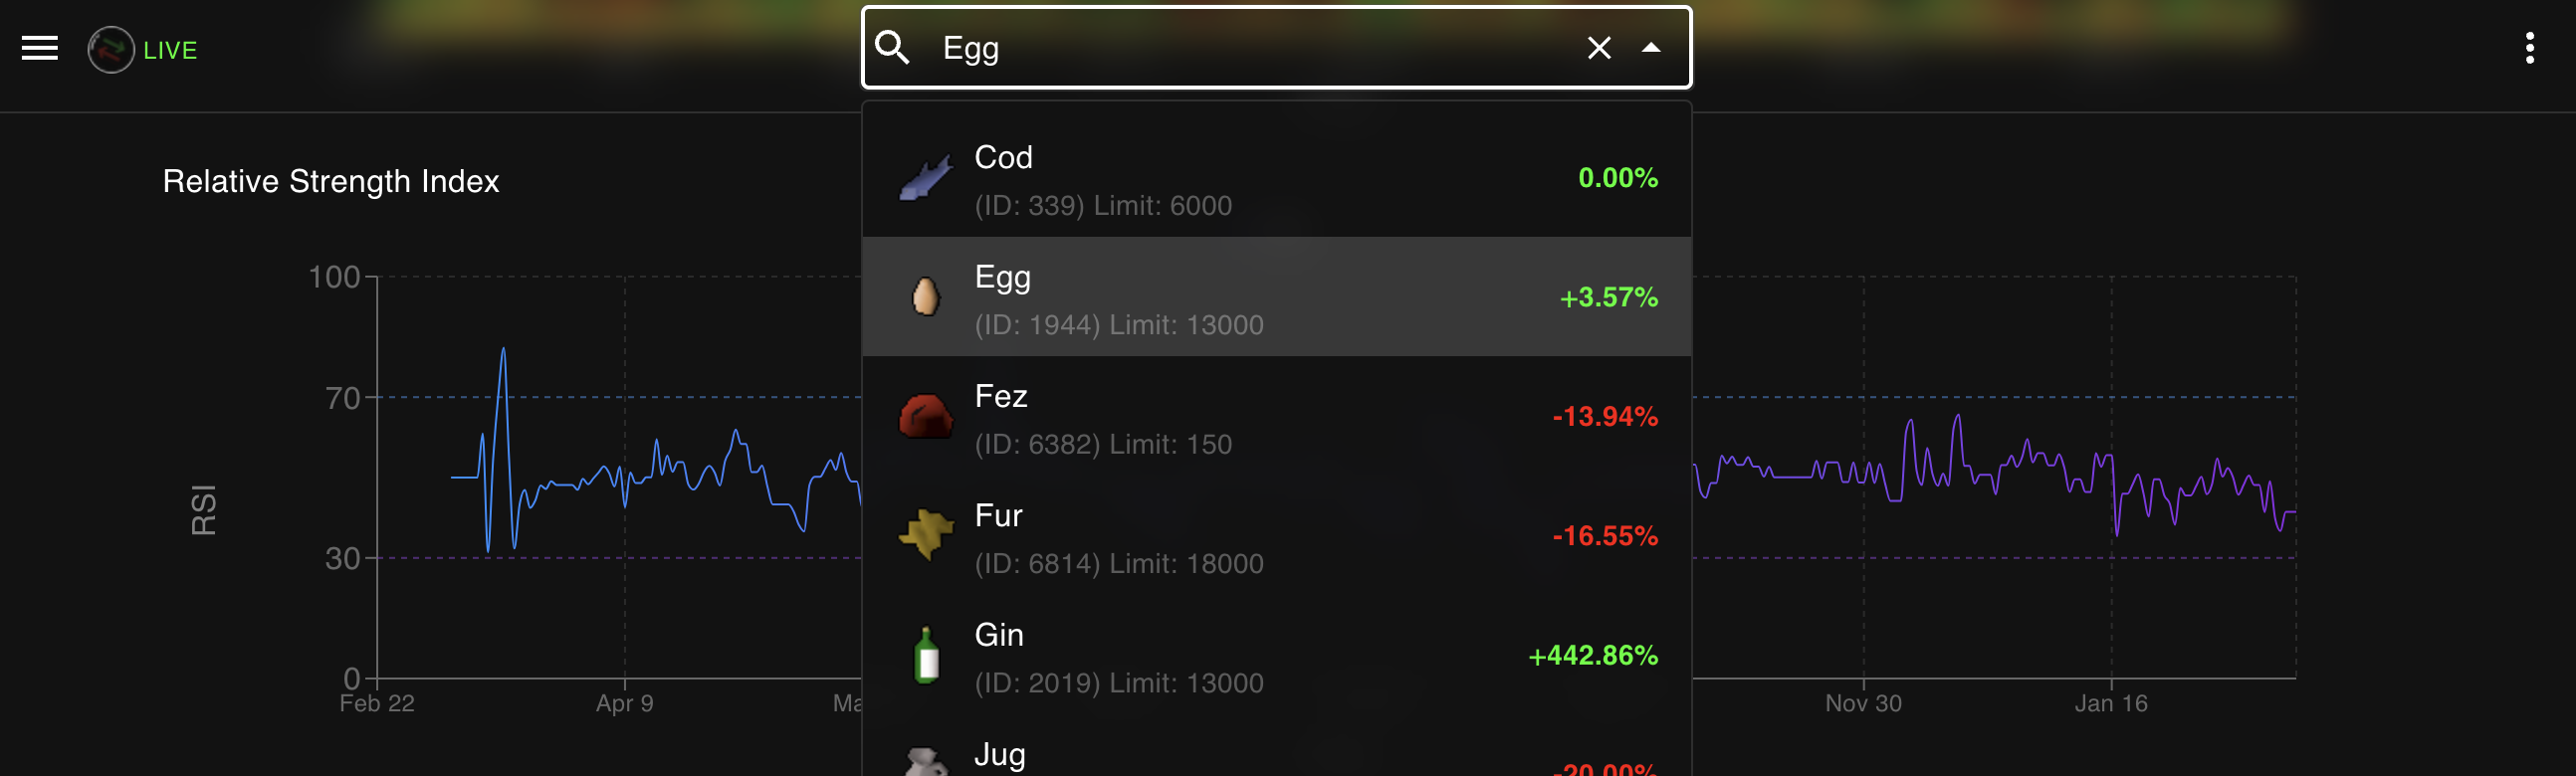 LIVE
Egg
Relative Strength Index
100
70
30
0
RSI
Feb 22
Apr 9
Nov 30
Jan 16
Cod
0.00%
(ID: 339) Limit: 6000
Egg
+3.57%
(ID: 1944) Limit: 13000
Fez
-13.94%
(ID: 6382) Limit: 150
Fur
-16.55%
(ID: 6814) Limit: 18000
Gin
+442.86%
(ID: 2019) Limit: 13000
Jug
-20.00%